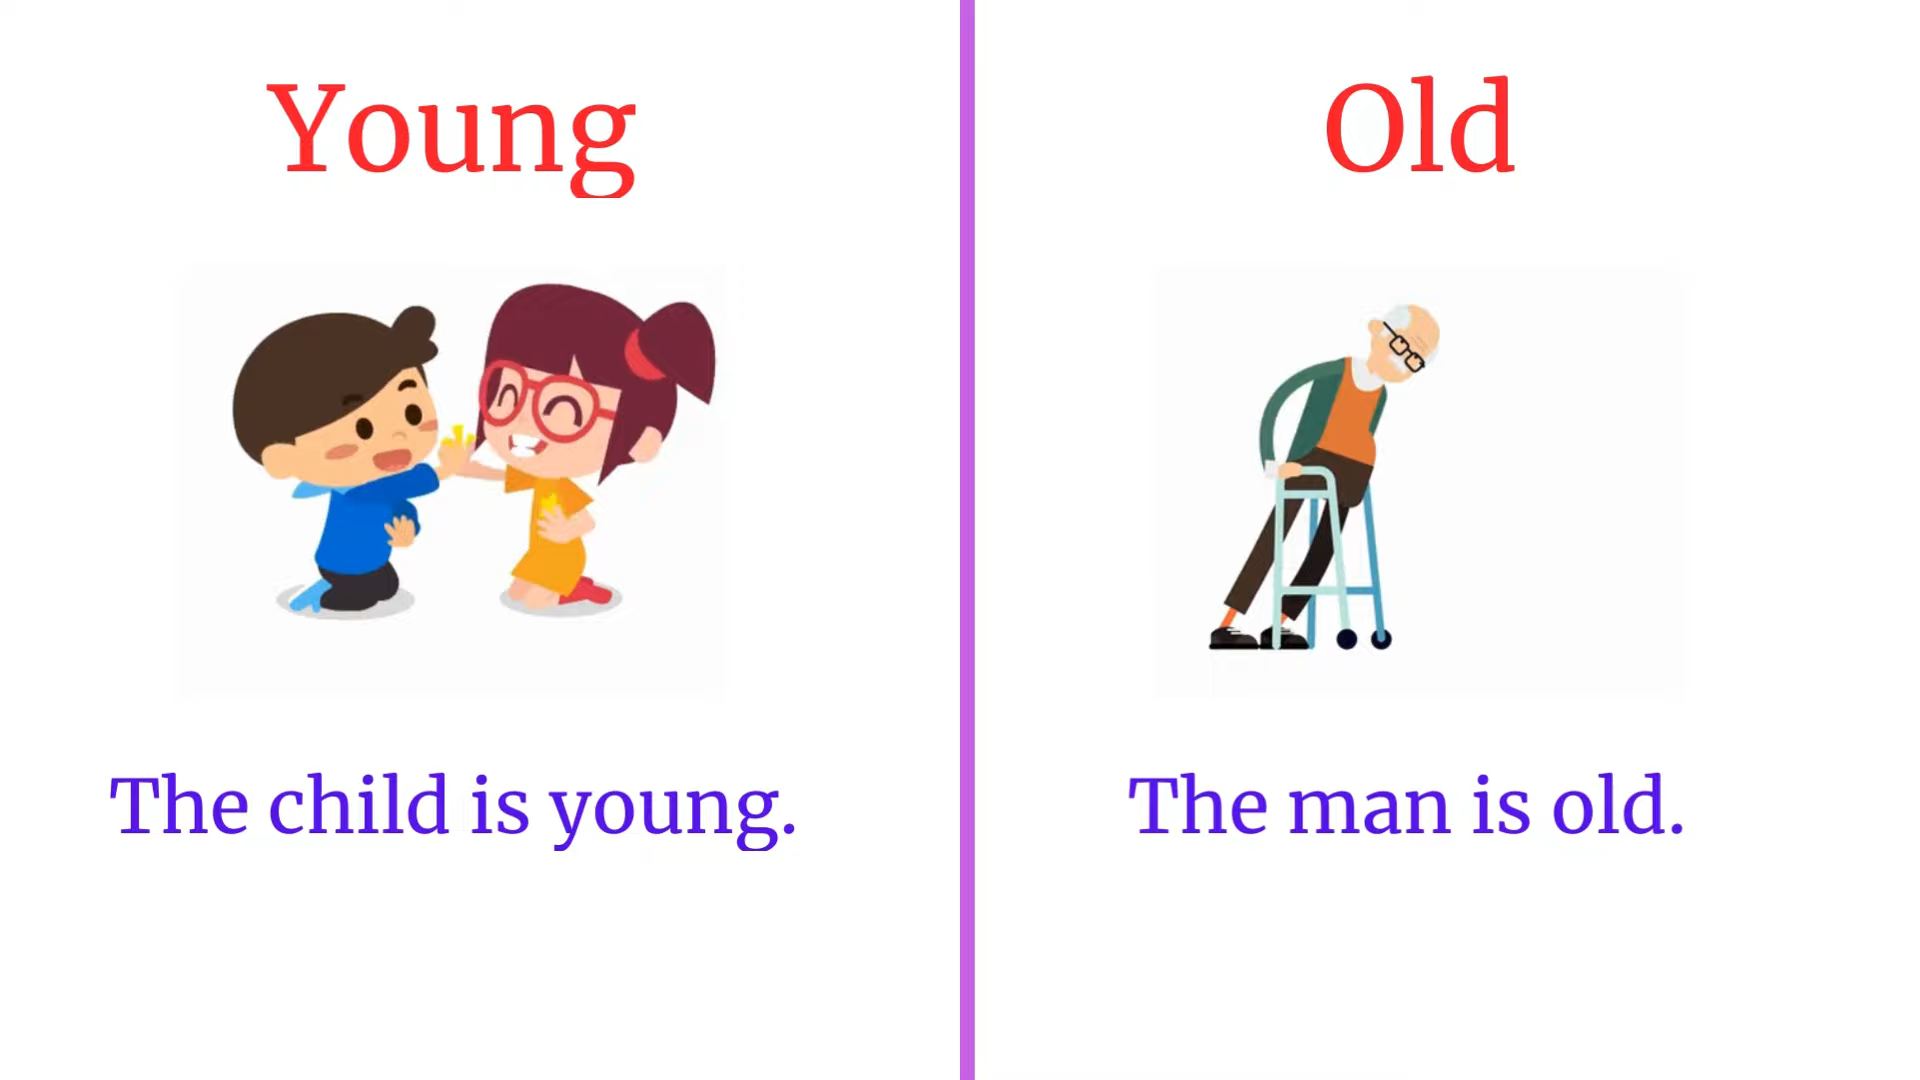 Young
The child is young.
Old
The man is old.